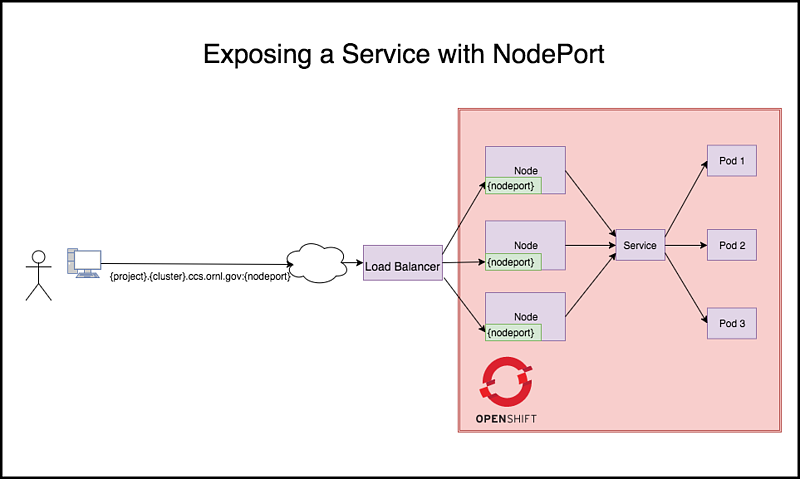 Exposing a Service with NodePort
{project}.{cluster}.ccs.ornl.gov:{nodeport}
Load Balancer
Node
{nodeport}
Node
{nodeport}
Node
{nodeport}
Service
Pod 1
Pod 2
Pod 3
OPENSHIFT